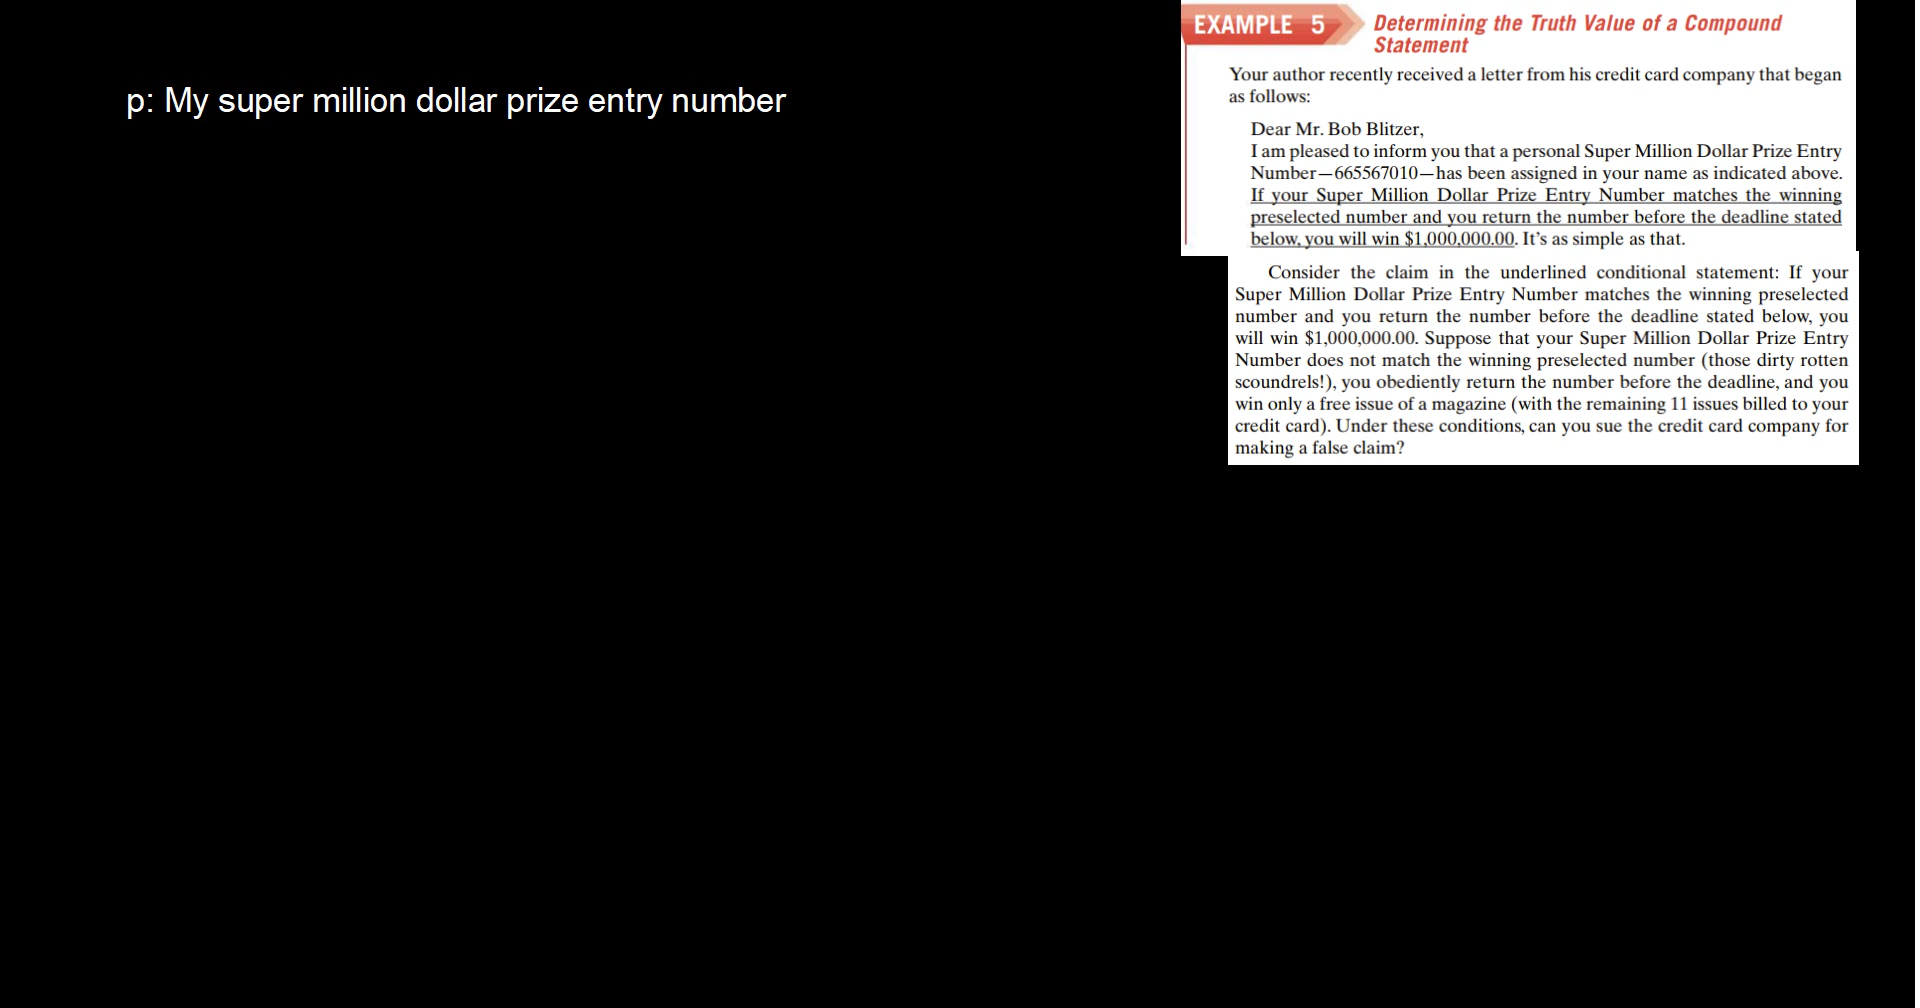 p: My super million dollar prize entry number
EXAMPLE 5
Determining the Truth Value of a Compound
Statement
Your author recently received a letter from his credit card company that began
as follows:
Dear Mr. Bob Blitzer,
I am pleased to inform you that a personal Super Million Dollar Prize Entry
Number—665567010—has been assigned in your name as indicated above.
If your Super Million Dollar Prize Entry Number matches the winning
preselected number and you return the number before the deadline stated
below, you will win $1,000,000.00. It's as simple as that.
Consider the claim in the underlined conditional statement: If your
Super Million Dollar Prize Entry Number matches the winning preselected
number and you return the number before the deadline stated below, you
will win $1,000,000.00. Suppose that your Super Million Dollar Prize Entry
Number does not match the winning preselected number (those dirty rotten
scoundrels!), you obediently return the number before the deadline, and you
win only a free issue of a magazine (with the remaining 11 issues billed to your
credit card). Under these conditions, can you sue the credit card company for
making a false claim?